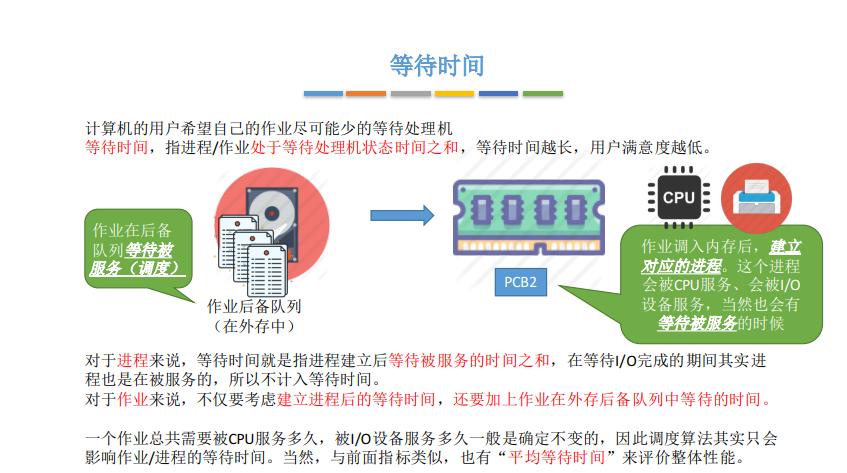 等待时间
计算机的用户希望自己的作业尽可能少的等待处理机
等待时间，指进程/作业处于等待处理机状态时间之和，等待时间越长，用户满意度越低。
作业在后备
队列等待被
服务（调度）
作业后备队列
（在外存中）
PCB2
CPU
作业调入内存后，建立
对应的进程。这个进程
会被CPU服务、会被I/O
设备服务，当然也会有
等待被服务的时候
对于进程来说，等待时间就是指进程建立后等待被服务的时间之和，在等待I/O完成的期间其实进
程也是在被服务的，所以不计入等待时间。
对于作业来说，不仅要考虑建立进程后的等待时间，还要加上作业在外存后备队列中等待的时间。
一个作业总共需要被CPU服务多久，被I/O设备服务多久一般是确定不变的，因此调度算法其实只会
影响作业/进程的等待时间。当然，与前面指标类似，也有“平均等待时间”来评价整体性能。